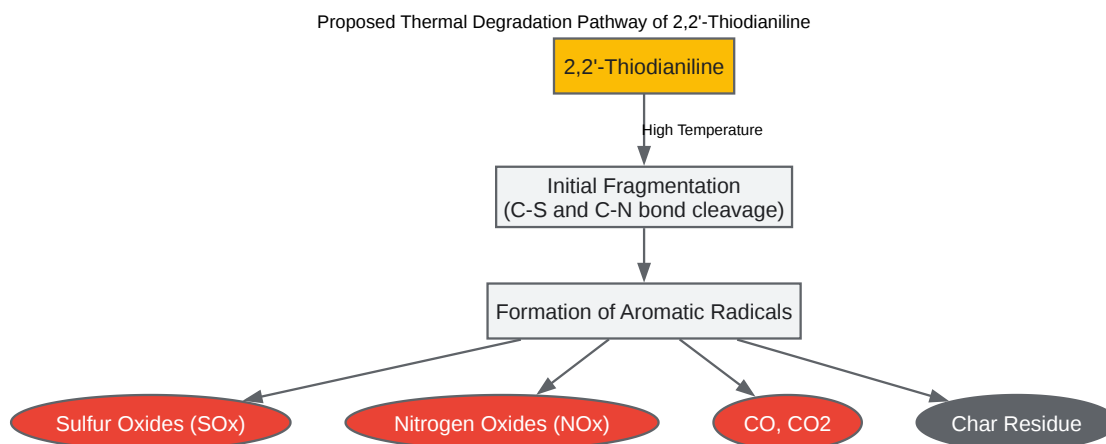 Proposed Thermal Degradation Pathway of 2,2'-Thiodianiline
2,2'-Thiodianiline
High Temperature
Initial Fragmentation
(C-S and C-N bond cleavage)
Formation of Aromatic Radicals
Sulfur Oxides (SOx)
Nitrogen Oxides (NOx)
CO, CO2
Char Residue